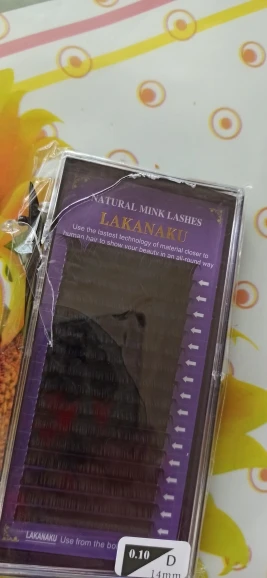 NATURAL MINK LASHES
LAKANAKU
Use the lastest technology of material closer to
human hair to show your beauty in an all-round way
LAKANAKU Use from the bo
0.10 D
14mm